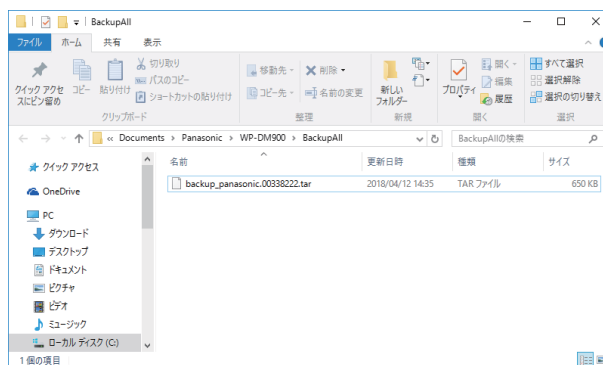 BackupAll
ファイル ホーム 共有 表示
クイック アクセスにピン留め
コピー
貼り付け
切り取り
パスのコピー
ショートカットの貼り付け
クリップボード
移動先
コピー先
削除
名前の変更
整理
新しいフォルダー
新規
プロパティ
開く
編集
履歴
開く
すべて選択
選択解除
選択の切り替え
選択
« Documents > Panasonic > WP-DM900 > BackupAll
BackupAllの検索
名前 更新日時 種類 サイズ
backup_panasonic.00338222.tar 2018/04/12 14:35 TAR ファイル 650 KB
クイック アクセス
OneDrive
PC
ダウンロード
デスクトップ
ドキュメント
ピクチャ
ビデオ
ミュージック
ローカル ディスク (C:)
1 個の項目